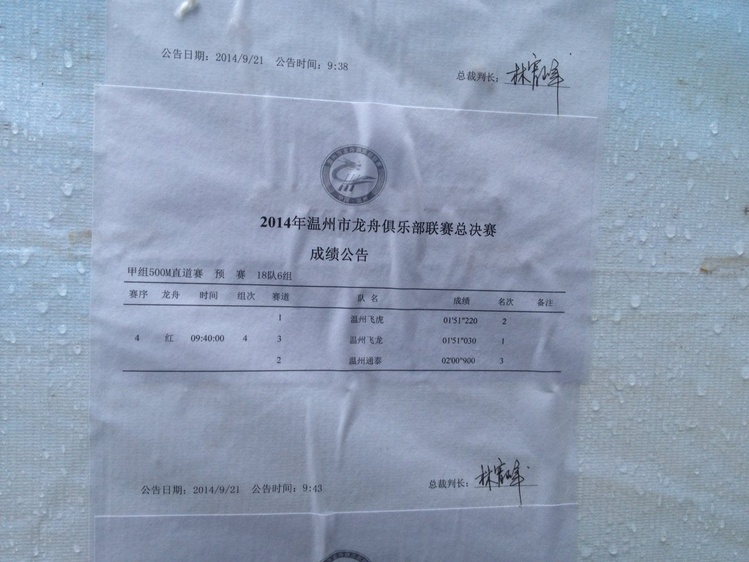 公告日期：2014/9/21 公告时间：9:38
总裁判长：
2014年温州市龙舟俱乐部联赛总决赛
成绩公告
甲组500M直道赛 预 赛 18队6组
赛序 龙舟 时间 组次 赛道 队 名 成绩 名次 备注
1 温州飞虎 01'51"220 2
4 红 09:40:00 4 3 温州飞龙 01'51"030 1
2 温州通泰 02'00"900 3
公告日期：2014/9/21 公告时间：9:43
总裁判长：